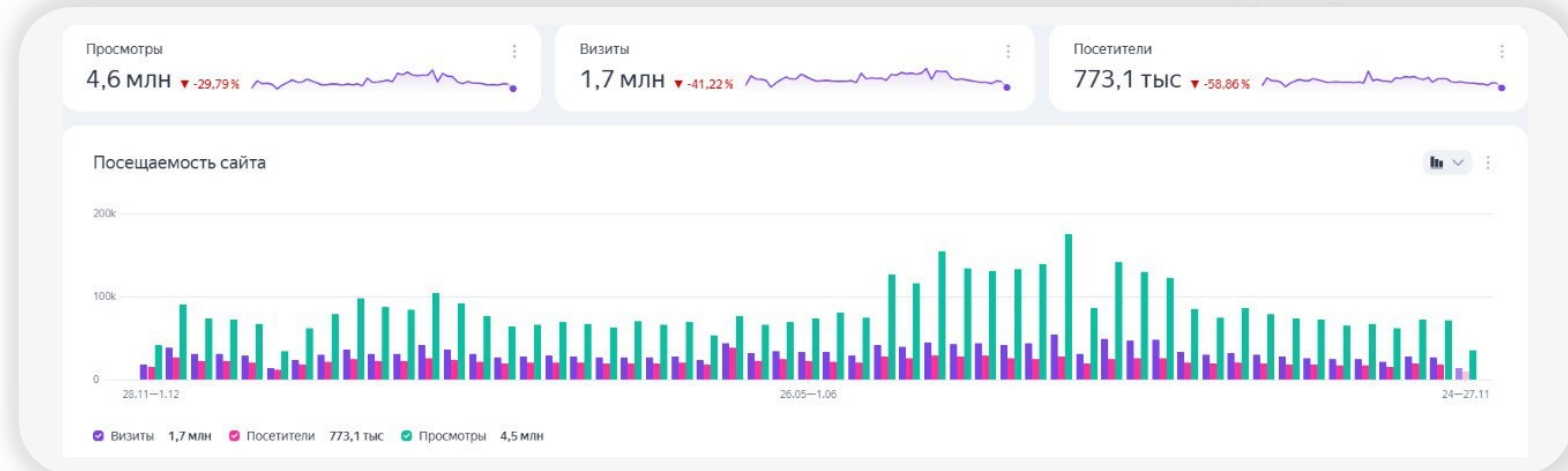 Просмотры
4,6 млн ▼ -29,79%
Визиты
1,7 млн ▼ -41,22%
Посетители
773,1 тыс ▼ -58,86%
Посещаемость сайта
200k
100k
0
28.11—1.12
26.05—1.06
24—27.11
Визиты 1,7 млн Посетители 773,1 тыс Просмотры 4,5 млн